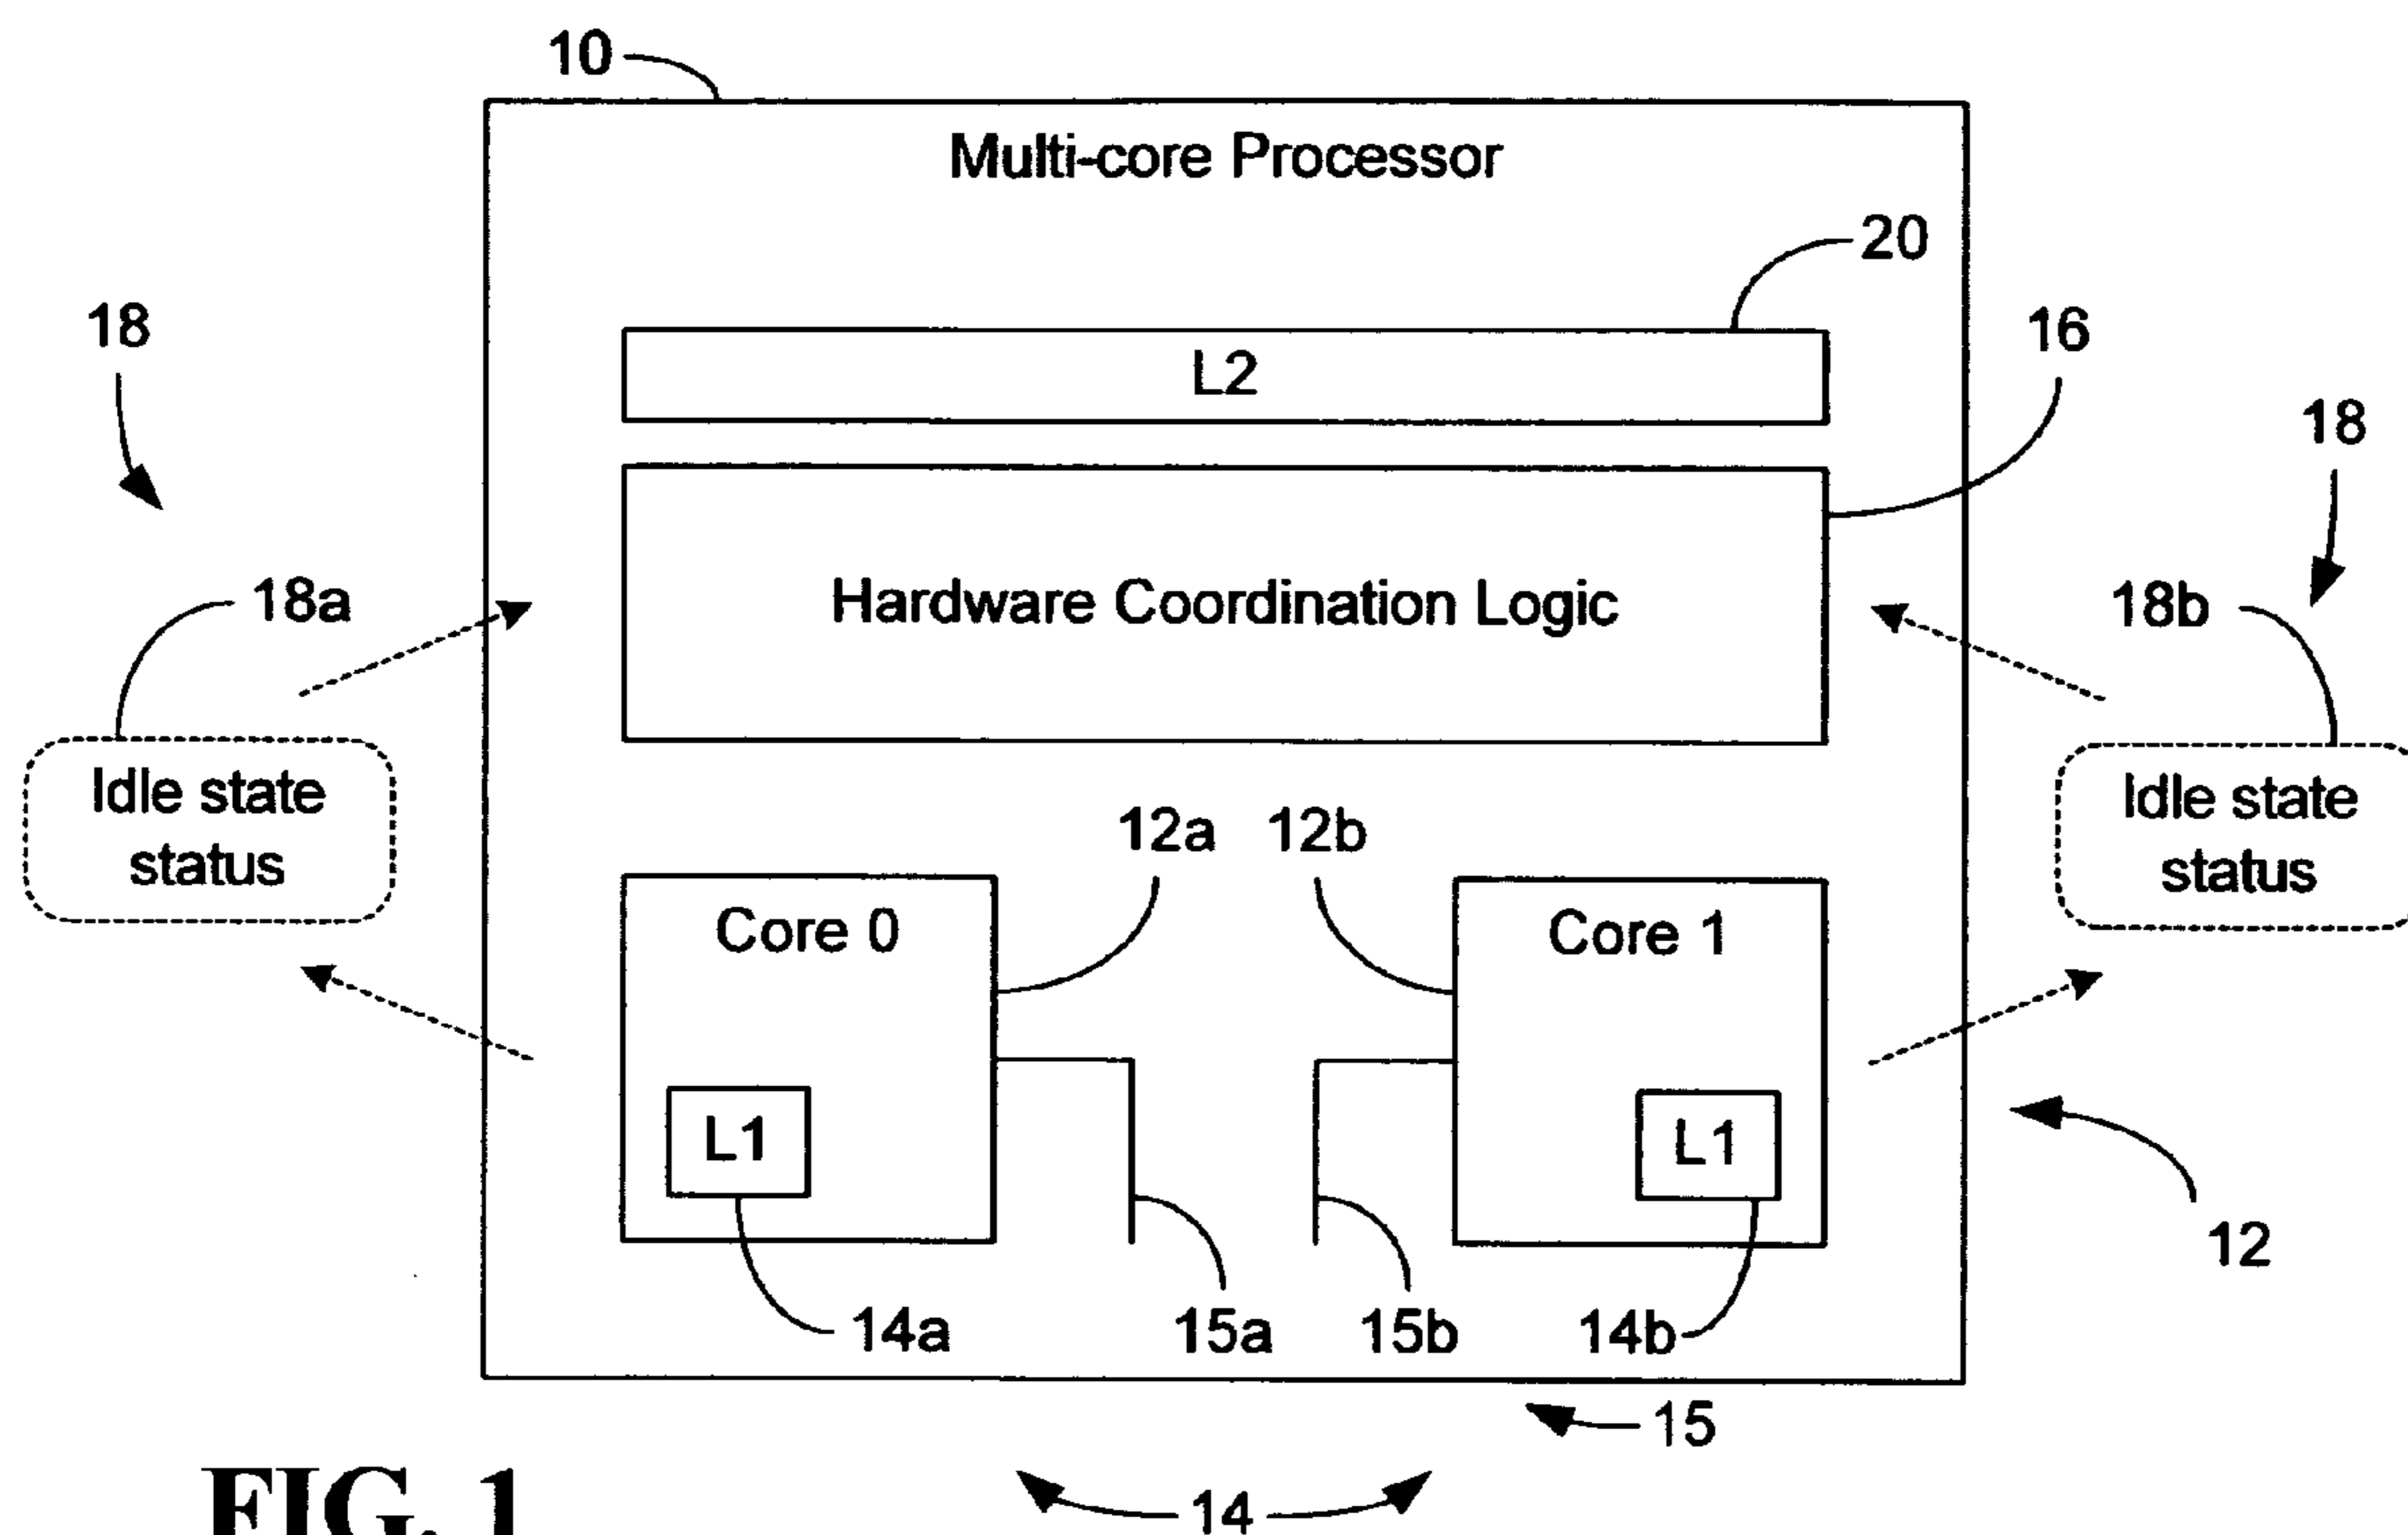 10
Multi-core Processor
20
18
16
L2
18
18a
Hardware Coordination Logic
18b
Idle state
status
Idle state
status
12a 12b
Core 0
Core 1
L1
L1
12
14a
15a
15b
14b
15
FIG. 1
14